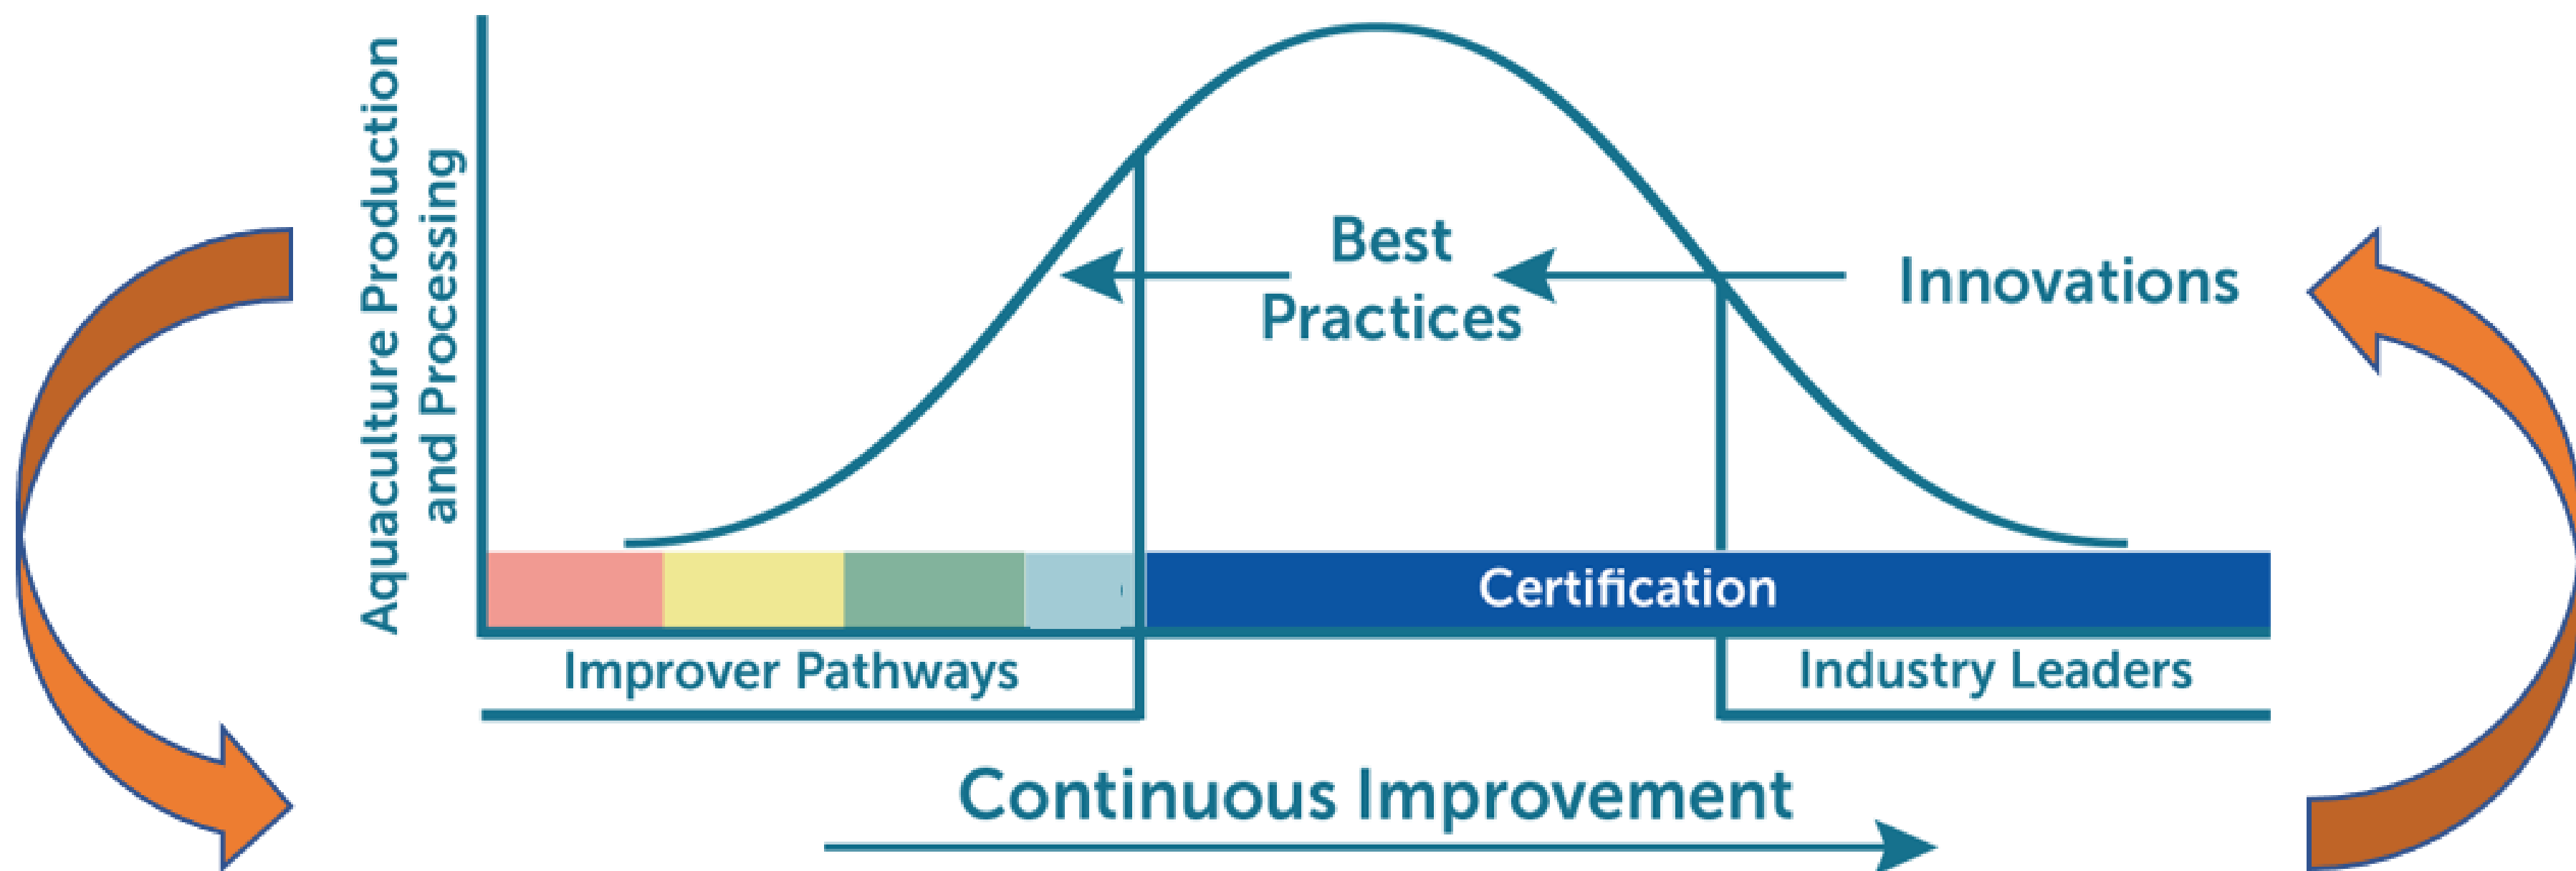 Aquaculture Production
and Processing
Best
Practices
Innovations
Certification
Improver Pathways
Industry Leaders
Continuous Improvement